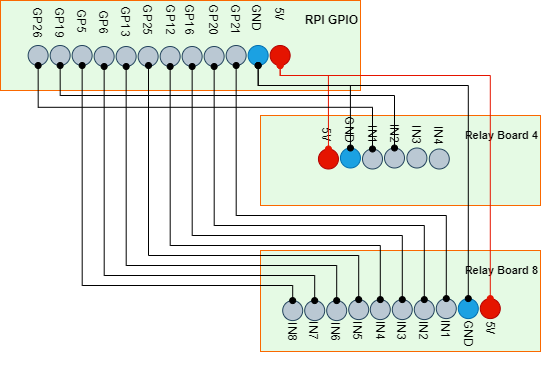 GP26 GP19 GP5 GP6 GP13 GP25 GP12 GP16 GP20 GP21 GND 5V
RPI GPIO
Relay Board 4
5V GND IN1 IN2 IN3 IN4
Relay Board 8
IN8 IN7 IN6 IN5 IN4 IN3 IN2 IN1 GND 5V